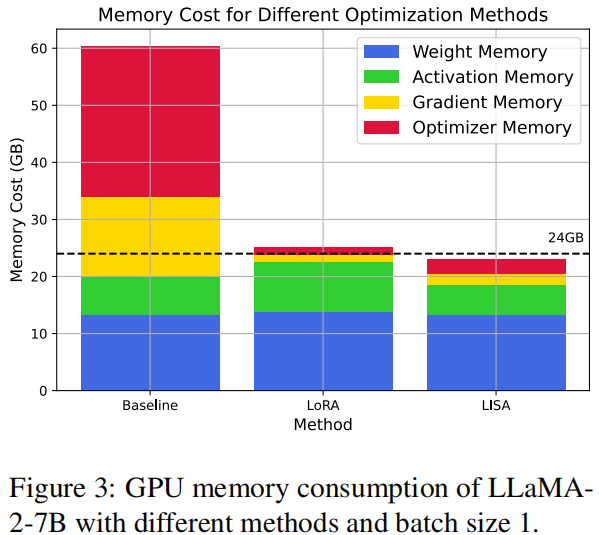 Memory Cost for Different Optimization Methods
Memory Cost (GB)
60
50
40
30
20
10
0
Weight Memory
Activation Memory
Gradient Memory
Optimizer Memory
24GB
Baseline
LoRA
LISA
Method
Figure 3: GPU memory consumption of LLaMA-
2-7B with different methods and batch size 1.